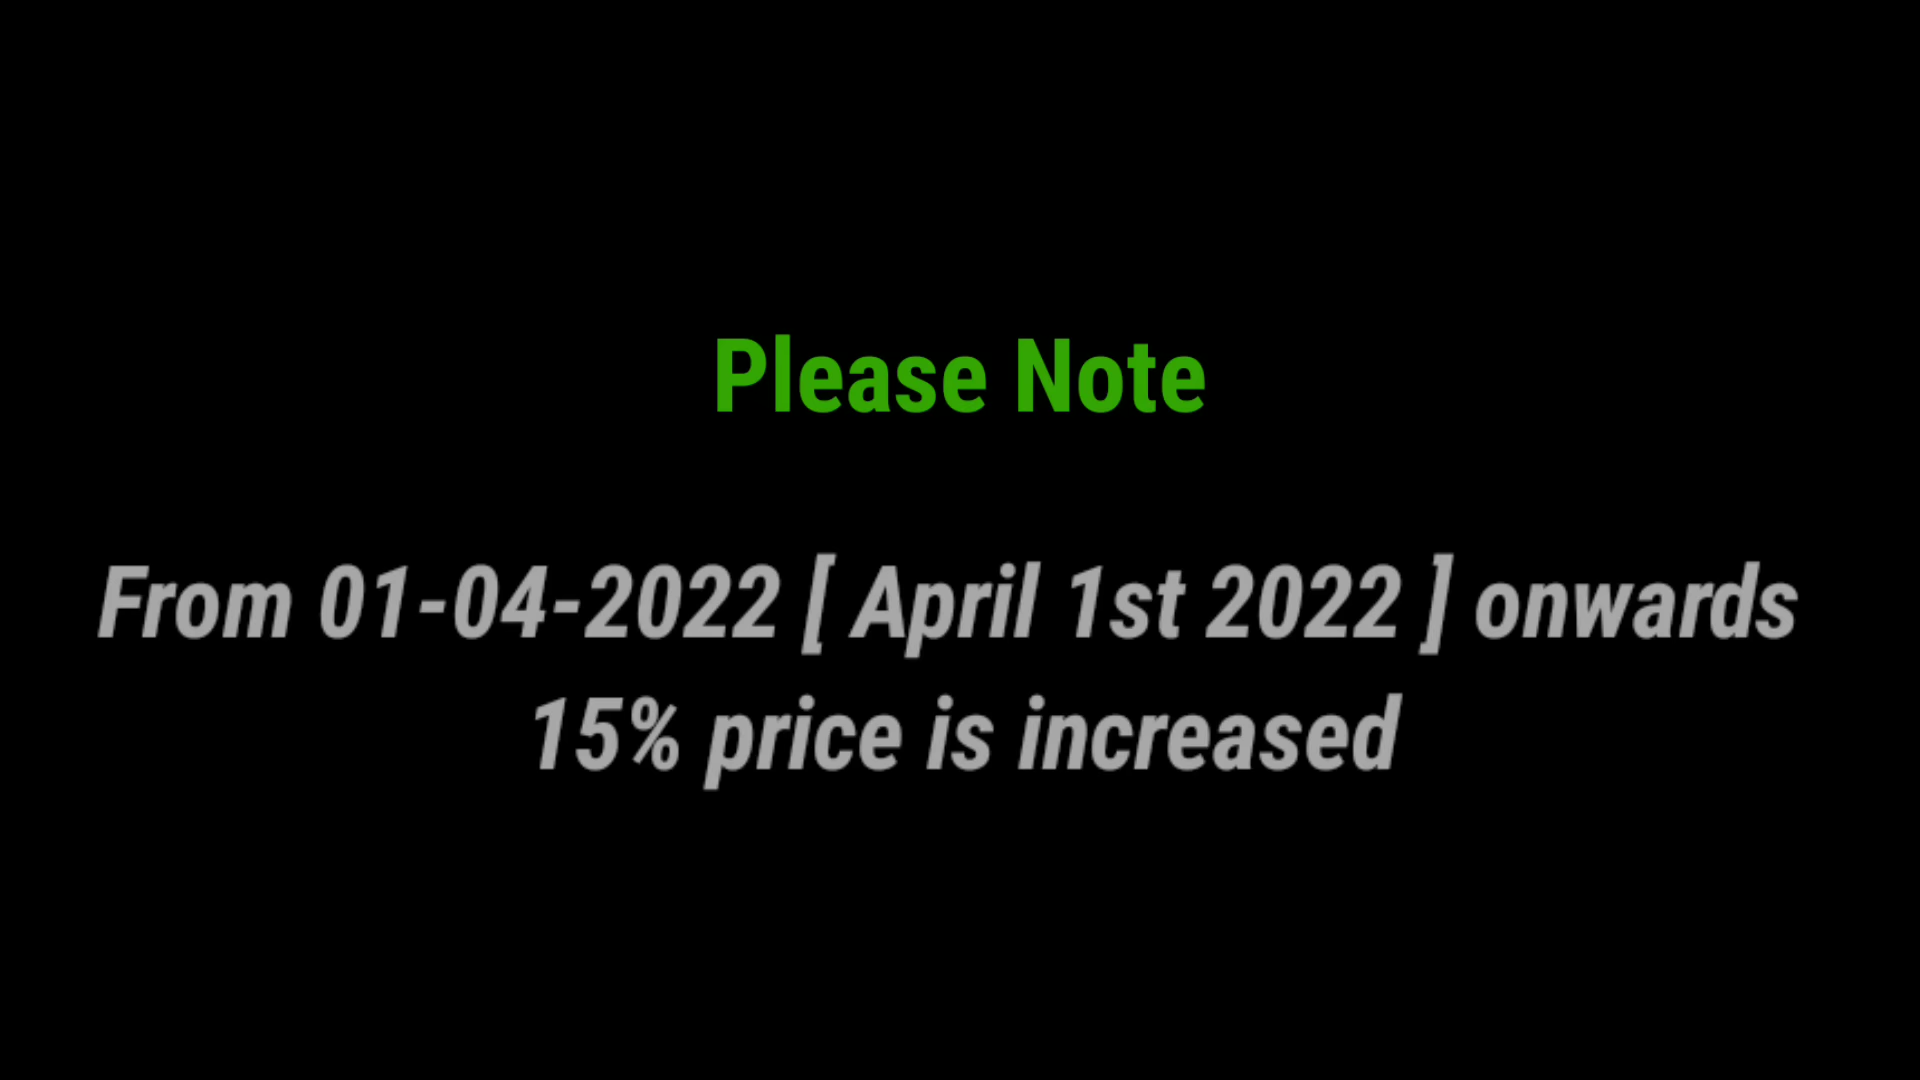 Please Note
From 01-04-2022 [ April 1st 2022 ] onwards
15% price is increased